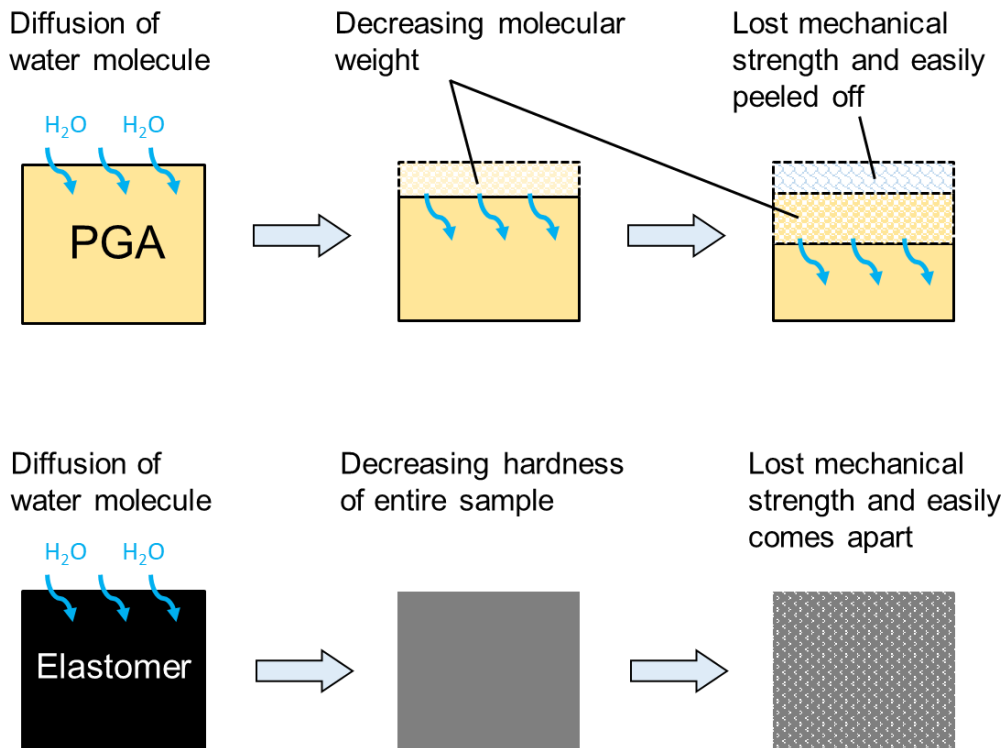 Diffusion of
water molecule
Decreasing molecular
weight
Lost mechanical
strength and easily
peeled off
H₂O H₂O
PGA
Diffusion of
water molecule
Decreasing hardness
of entire sample
Lost mechanical
strength and easily
comes apart
H₂O H₂O
Elastomer